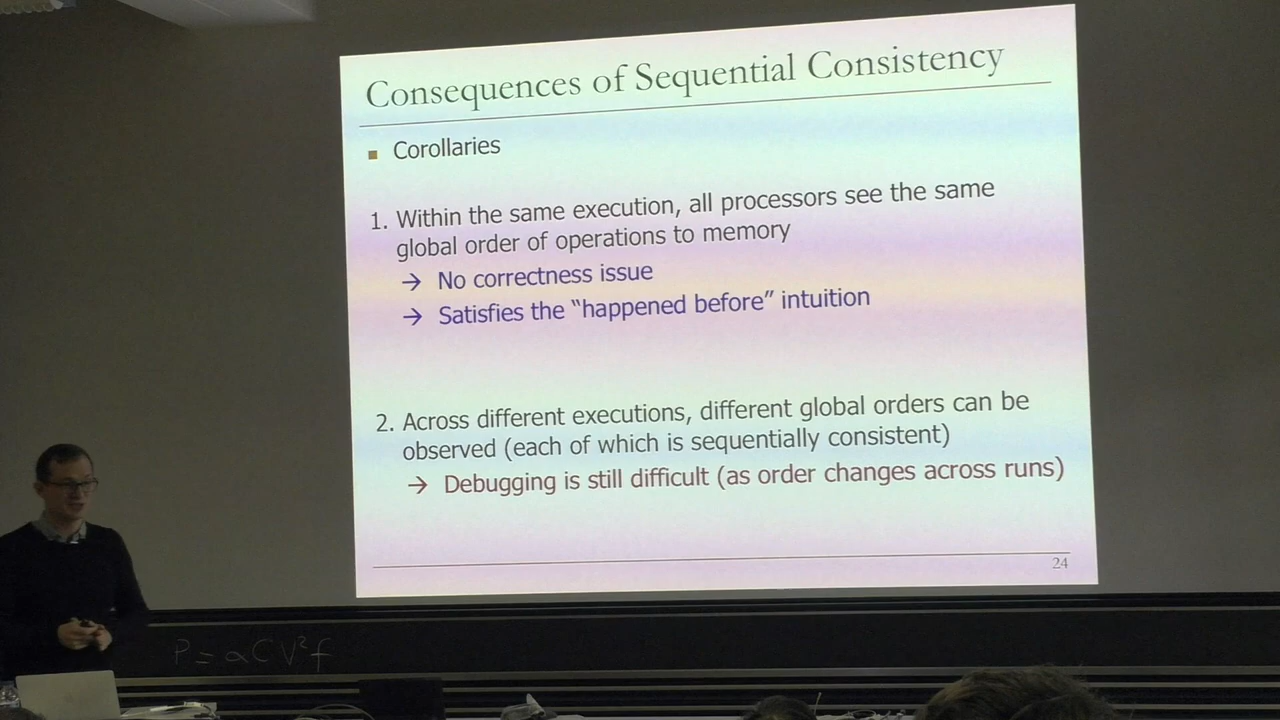 Consequences of Sequential Consistency
■ Corollaries
1. Within the same execution, all processors see the same
global order of operations to memory
→ No correctness issue
→ Satisfies the “happened before” intuition
2. Across different executions, different global orders can be
observed (each of which is sequentially consistent)
→ Debugging is still difficult (as order changes across runs)
24
P=αCV²f